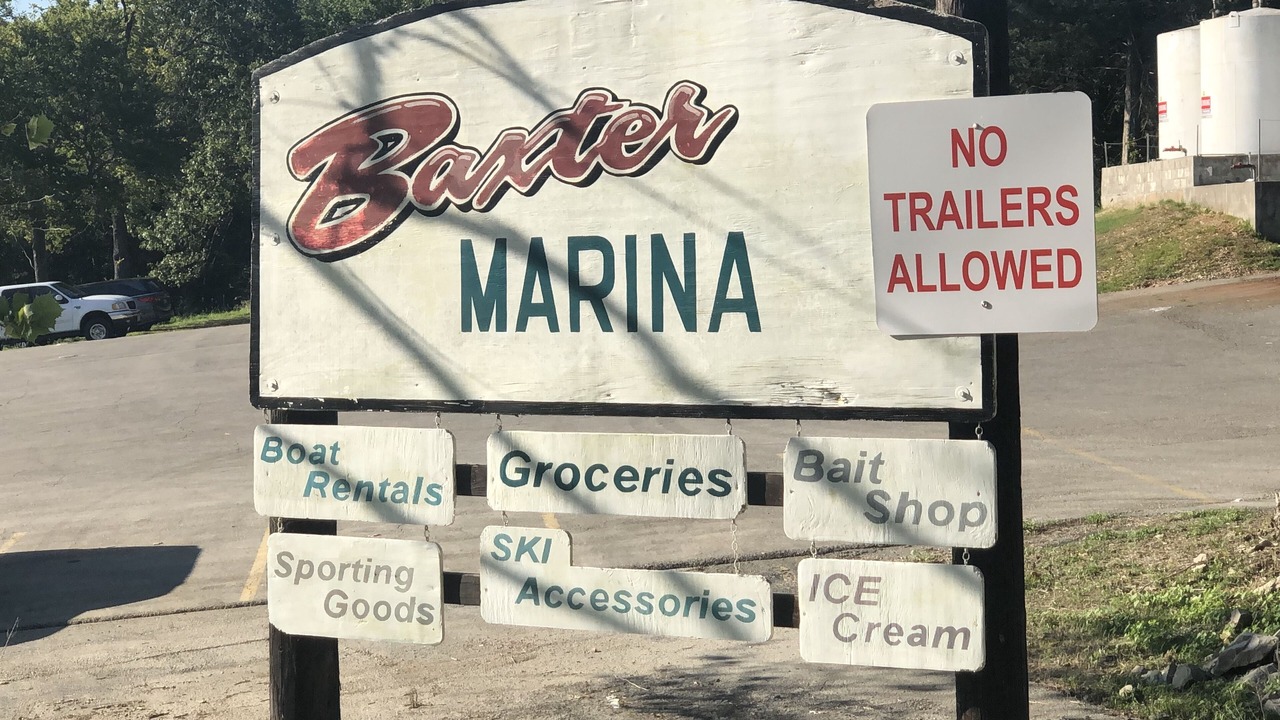 Baxter
MARINA
NO
TRAILERS
ALLOWED
Boat
Rentals
Groceries
Bait
Shop
Sporting
Goods
SKI
Accessories
ICE
Cream